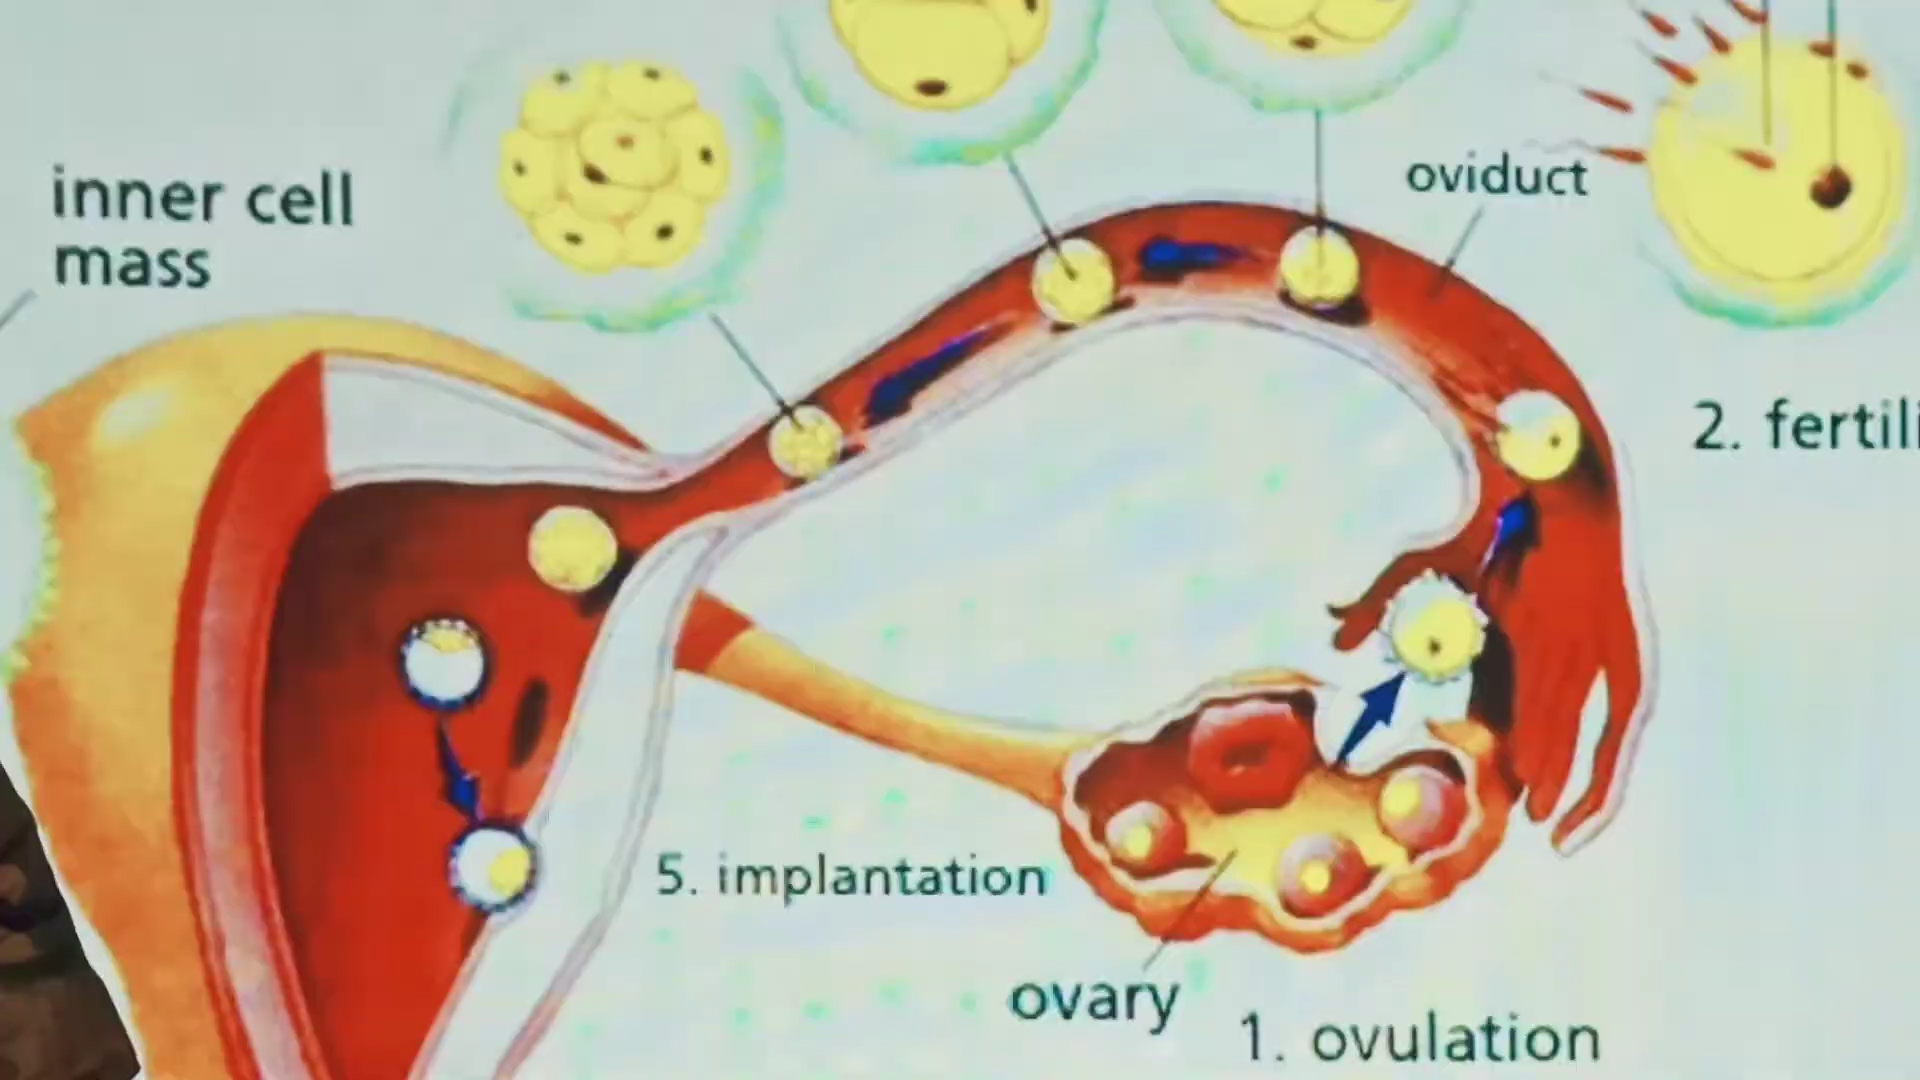 inner cell
mass
oviduct
2. fertili
5. implantation
ovary
1. ovulation